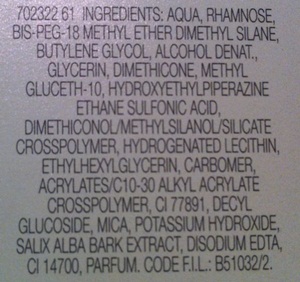 702322 61 INGREDIENTS: AQUA, RHAMNOSE,
BIS-PEG-18 METHYL ETHER DIMETHYL SILANE,
BUTYLENE GLYCOL, ALCOHOL DENAT.,
GLYCERIN, DIMETHICONE, METHYL
GLUCETH-10, HYDROXYETHYLPIPERAZINE
ETHANE SULFONIC ACID,
DIMETHICONOL/METHYLSILANOL/SILICATE
CROSSPOLYMER, HYDROGENATED LECITHIN,
ETHYLHEXYLGLYCERIN, CARBOMER,
ACRYLATES/C10-30 ALKYL ACRYLATE
CROSSPOLYMER, CI 77891, DECYL
GLUCOSIDE, MICA, POTASSIUM HYDROXIDE,
SALIX ALBA BARK EXTRACT, DISODIUM EDTA,
CI 14700, PARFUM. CODE F.I.L.: B51032/2.